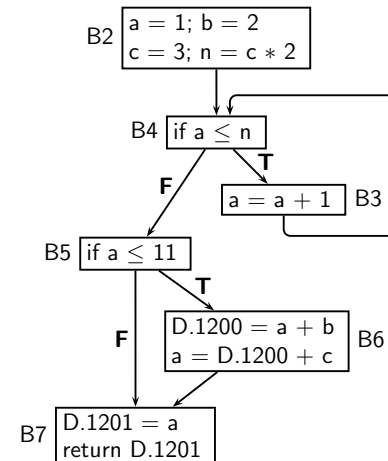 B2
a = 1; b = 2
c = 3; n = c ∗ 2
B4
if a ≤ n
F
T
a = a + 1
B3
B5
if a ≤ 11
F
T
D.1200 = a + b
a = D.1200 + c
B6
B7
D.1201 = a
return D.1201